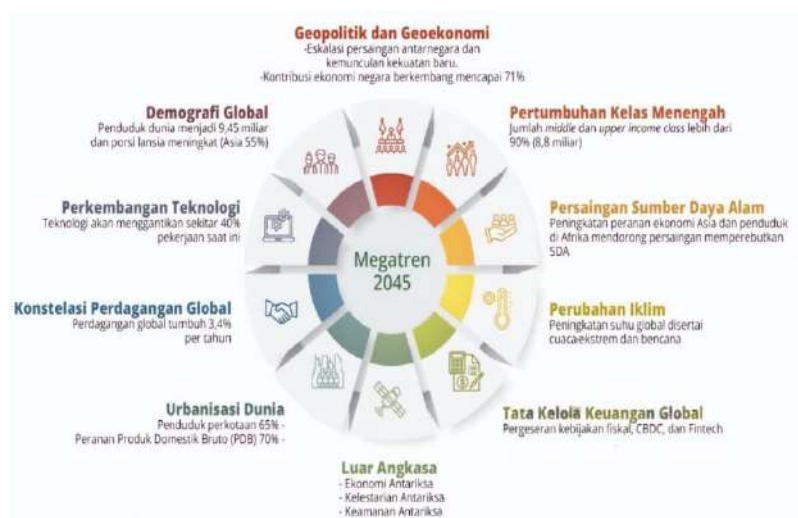 Geopolitik dan Geoekonomi
-Eskalasi persaingan antarnegara dan
kemunculan kekuatan baru.
-Kontribusi ekonomi negara berkembang mencapai 71%
Demografi Global
Penduduk dunia menjadi 9,45 miliar
dan porsi lansia meningkat (Asia 55%)
Pertumbuhan Kelas Menengah
Jumlah middle dan upper income class lebih dari
90% (8,8 miliar)
Perkembangan Teknologi
Teknologi akan menggantikan sekitar 40%
pekerjaan saat ini
Persaingan Sumber Daya Alam
Peningkatan peranan ekonomi Asia dan penduduk
di Afrika mendorong persaingan memperebutkan
SDA
Megatren
2045
Konstelasi Perdagangan Global
Perdagangan global tumbuh 3,4%
per tahun
Perubahan Iklim
Peningkatan suhu global disertai
cuaca-ekstrem dan bencana
Urbanisasi Dunia
Penduduk perkotaan 65% -
Peranan Produk Domestik Bruto (PDB) 70% -
Tata Kelola Keuangan Global
Pergeseran kebijakan fiskal, CBDC, dan Fintech
Luar Angkasa
- Ekonomi Antariksa
- Kelestarian Antariksa
- Keamanan Antariksa